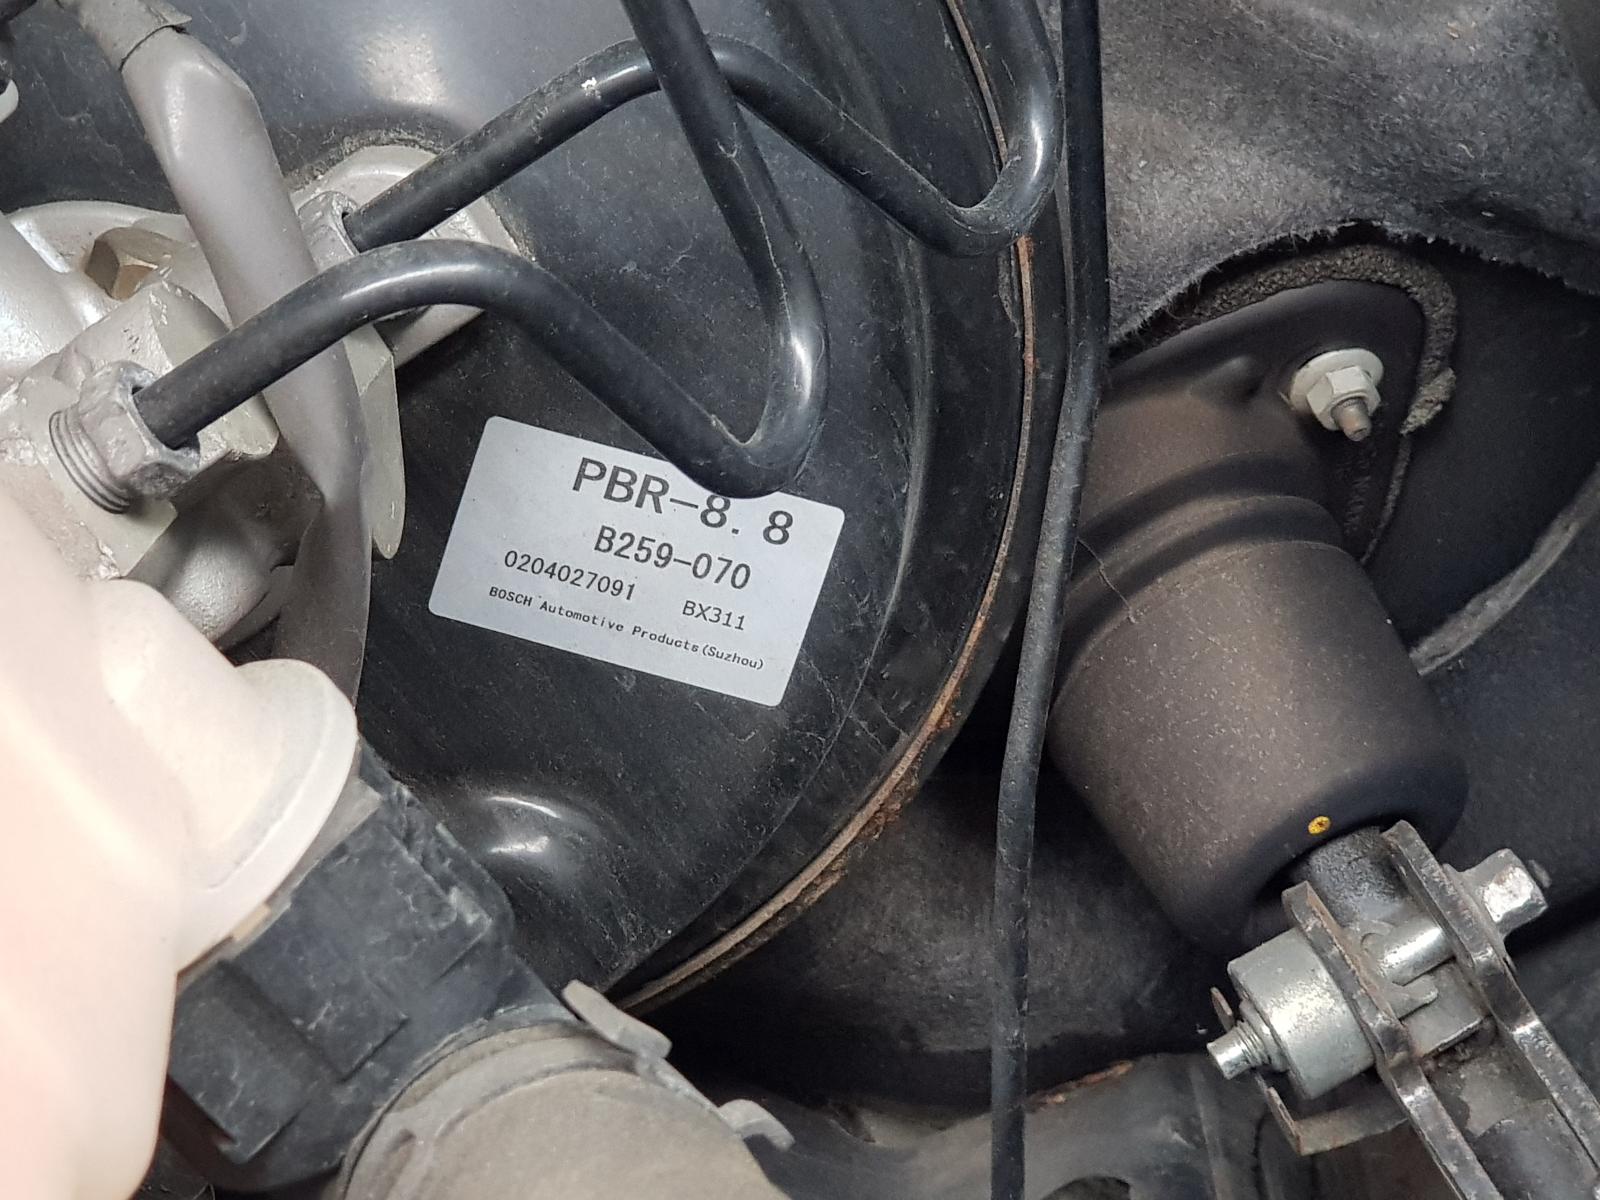 PBR-8.8
B259-070
0204027091 BX311
BOSCH Automotive Products(Suzhou)